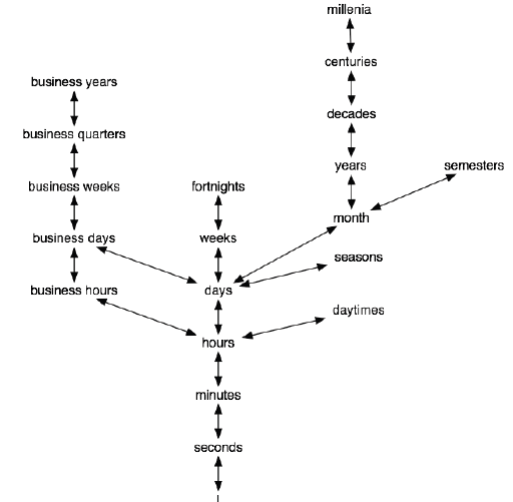 millenia
centuries
business years
decades
business quarters
years
semesters
business weeks
fortnights
month
business days
weeks
seasons
business hours
days
daytimes
hours
minutes
seconds